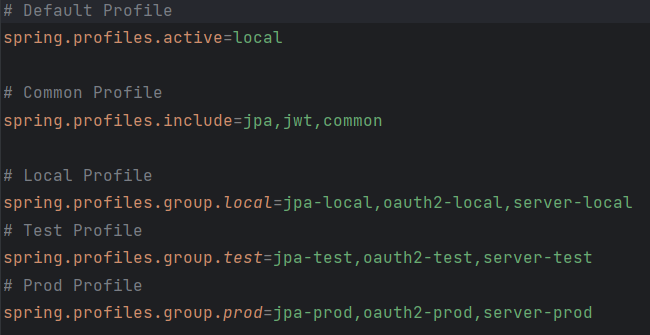 # Default Profile
spring.profiles.active=local
# Common Profile
spring.profiles.include=jpa,jwt,common
# Local Profile
spring.profiles.group.local=jpa-local,oauth2-local,server-local
# Test Profile
spring.profiles.group.test=jpa-test,oauth2-test,server-test
# Prod Profile
spring.profiles.group.prod=jpa-prod,oauth2-prod,server-prod